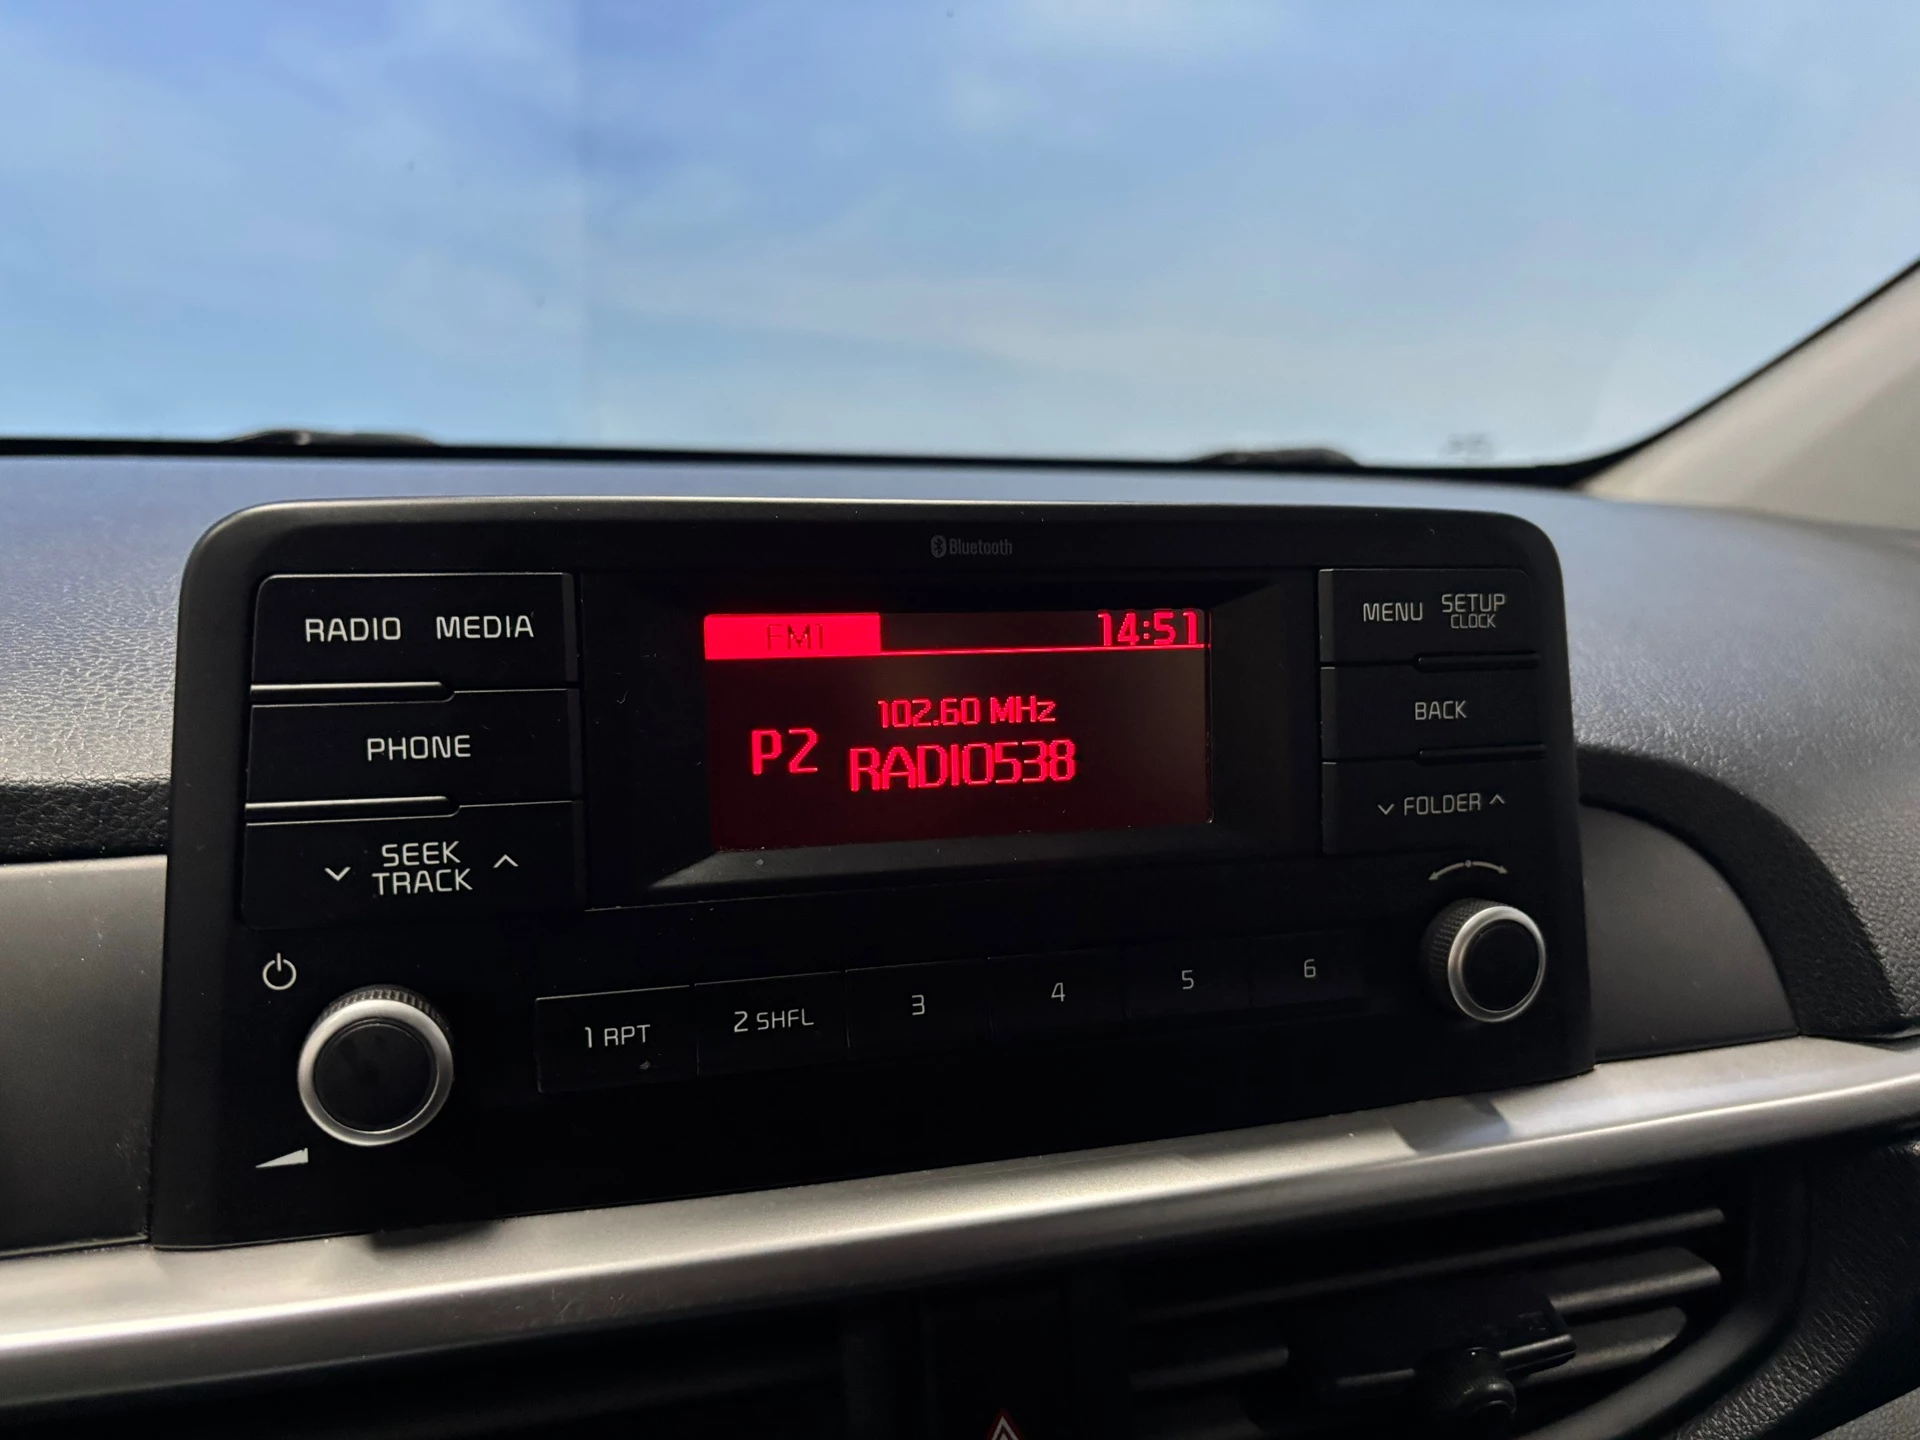 Bluetooth
RADIO MEDIA
PHONE
SEEK
TRACK
FM1 14:51
102.60 MHz
P2 RADIO538
MENU SETUP
CLOCK
BACK
FOLDER
1 RPT 2 SHFL 3 4 5 6